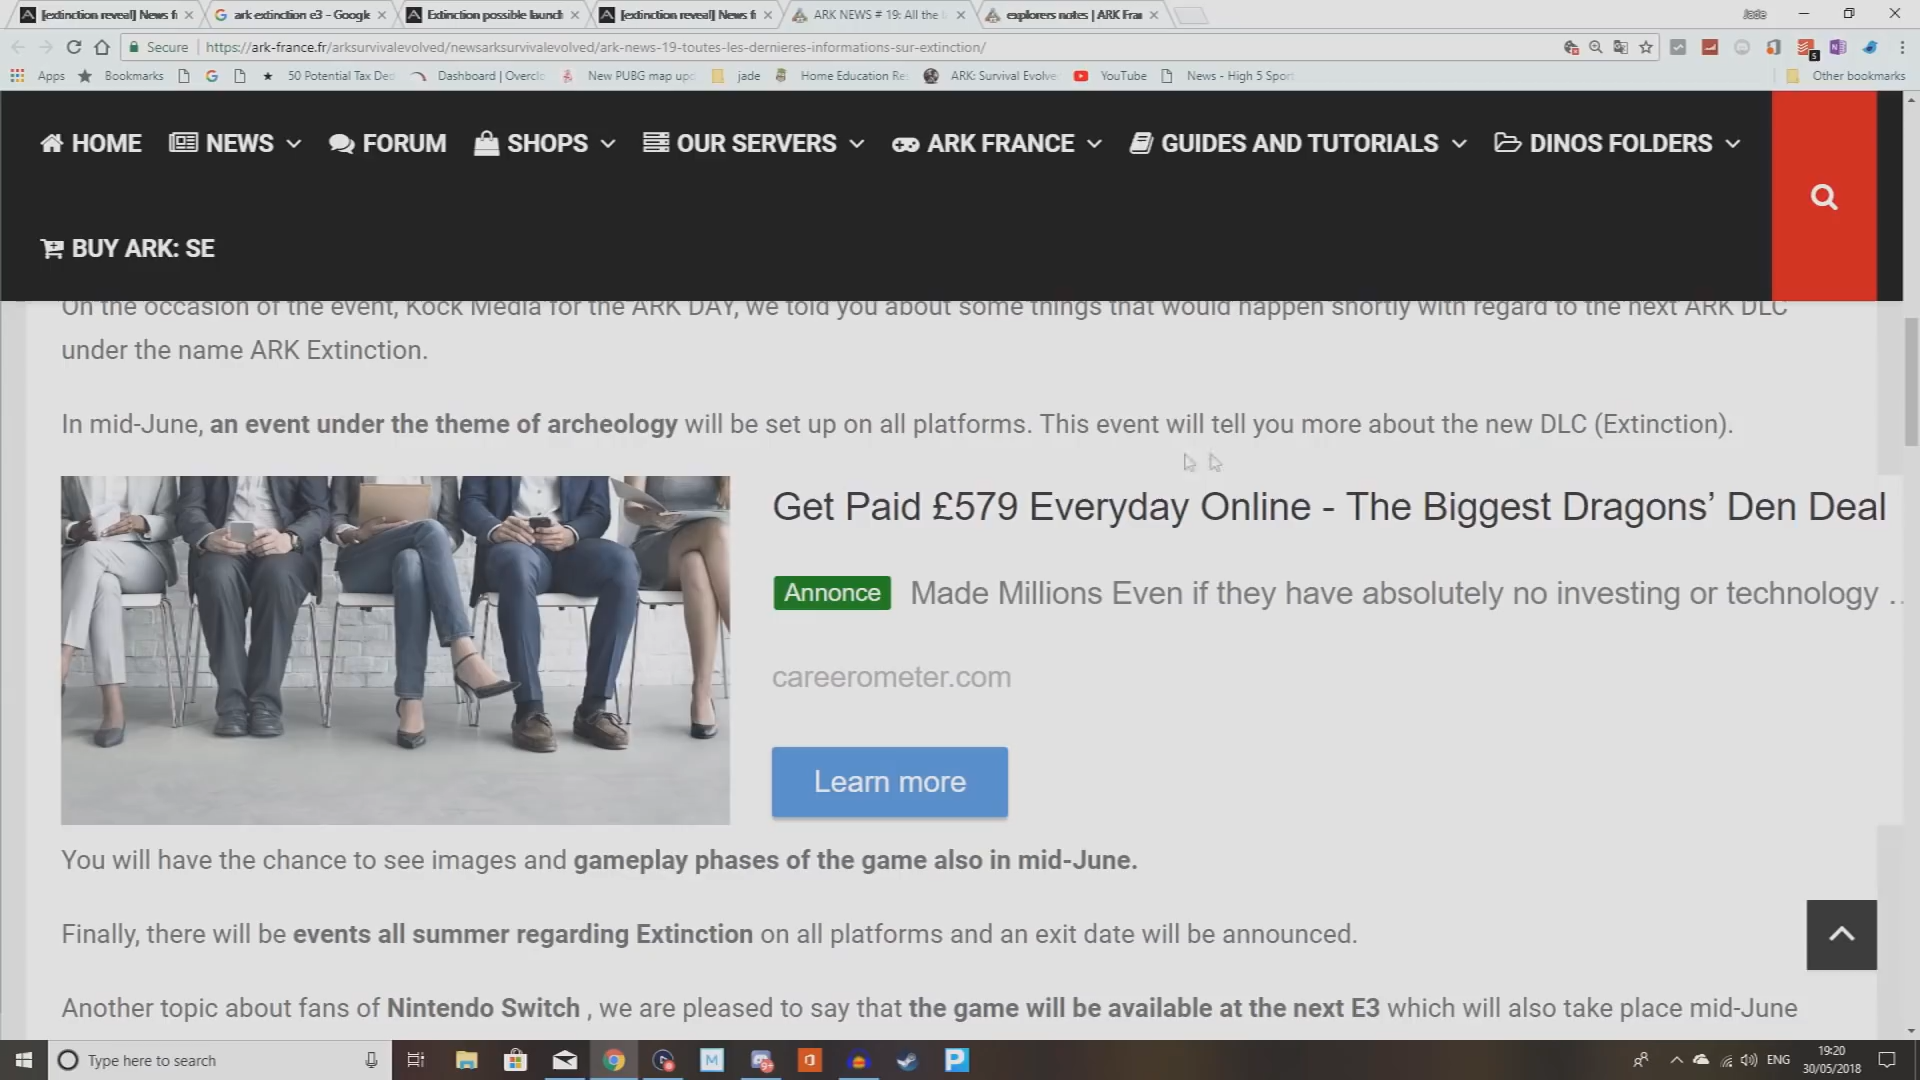 [extinction reveal] News f
ark extinction e3 - Google
Extinction possible launch
[extinction reveal] News f
ARK NEWS # 19: All the l
explorers notes | ARK Fran
Jade
Secure
https://ark-france.fr/arksurvivalevolved/newsarksurvivalevolved/ark-news-19-toutes-les-dernieres-informations-sur-extinction/
5
Apps
Bookmarks
50 Potential Tax Ded
Dashboard | Overclo
New PUBG map upd
jade
Home Education Re
ARK: Survival Evolve
YouTube
News - High 5 Sport
Other bookmarks
HOME
NEWS
FORUM
SHOPS
OUR SERVERS
ARK FRANCE
GUIDES AND TUTORIALS
DINOS FOLDERS
BUY ARK: SE
On the occasion of the event, Kock Media for the ARK DAY, we told you about some things that would happen shortly with regard to the next ARK DLC
under the name ARK Extinction.
In mid-June, an event under the theme of archeology will be set up on all platforms. This event will tell you more about the new DLC (Extinction).
Get Paid £579 Everyday Online - The Biggest Dragons’ Den Deal
Annonce Made Millions Even if they have absolutely no investing or technology ..
careerometer.com
Learn more
You will have the chance to see images and gameplay phases of the game also in mid-June.
Finally, there will be events all summer regarding Extinction on all platforms and an exit date will be announced.
Another topic about fans of Nintendo Switch , we are pleased to say that the game will be available at the next E3 which will also take place mid-June
Type here to search
M
9+
P
ENG
19:20
30/05/2018